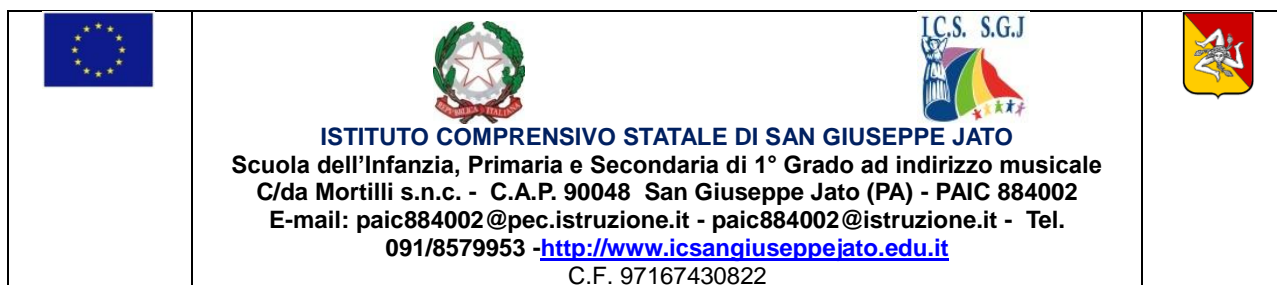 I.C.S. S.G.J
REPVBBLICA ITALIANA
ISTITUTO COMPRENSIVO STATALE DI SAN GIUSEPPE JATO
Scuola dell'Infanzia, Primaria e Secondaria di 1° Grado ad indirizzo musicale
C/da Mortilli s.n.c. - C.A.P. 90048 San Giuseppe Jato (PA) - PAIC 884002
E-mail: paic884002@pec.istruzione.it - paic884002@istruzione.it - Tel.
091/8579953 -http://www.icsangiuseppejato.edu.it
C.F. 97167430822